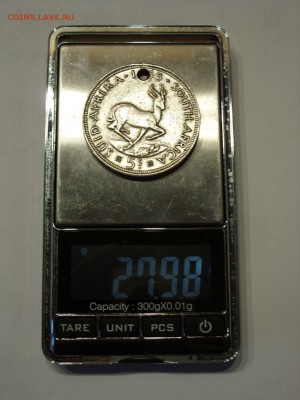 COINS.LAVE.RU
SUID-AFRIKA
SOUTH AFRICA
g
27.98
Capacity : 300gX0.01g
TARE UNIT PCS